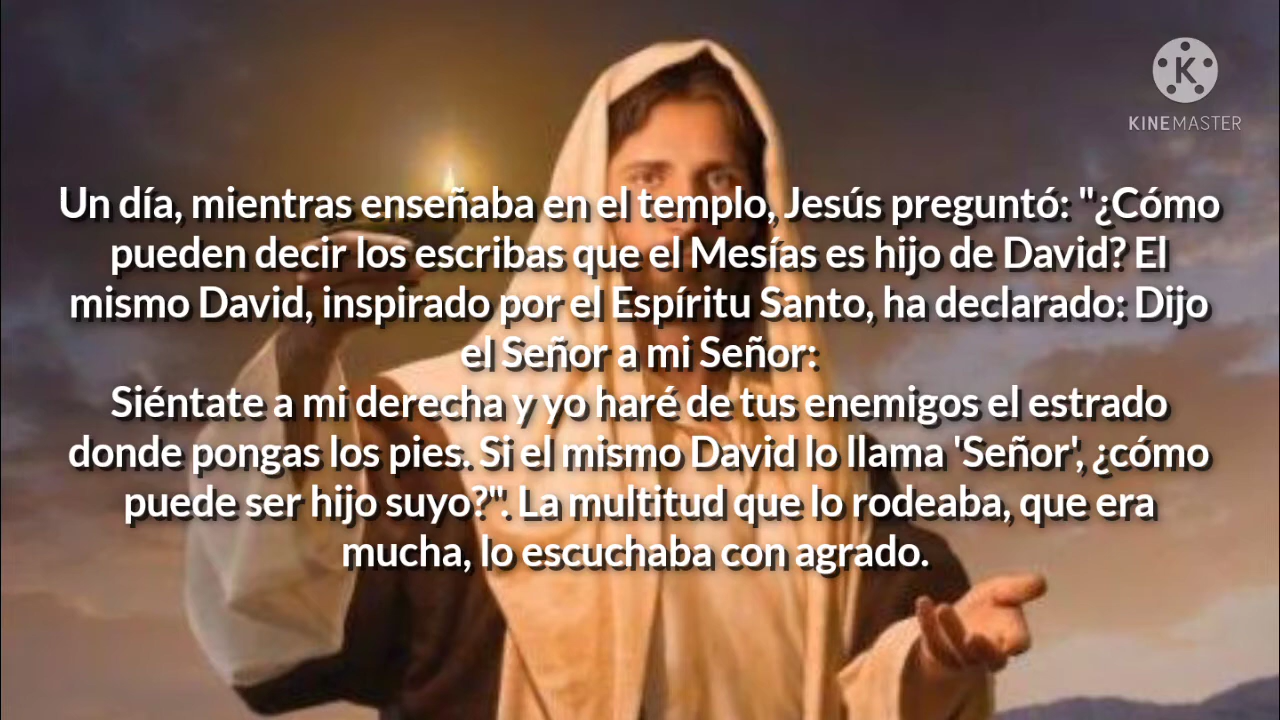 KINEMASTER
Un día, mientras enseñaba en el templo, Jesús preguntó: "¿Cómo
pueden decir los escribas que el Mesías es hijo de David? El
mismo David, inspirado por el Espíritu Santo, ha declarado: Dijo
el Señor a mi Señor:
Siéntate a mi derecha y yo haré de tus enemigos el estrado
donde pongas los pies. Si el mismo David lo llama 'Señor', ¿cómo
puede ser hijo suyo?". La multitud que lo rodeaba, que era
mucha, lo escuchaba con agrado.